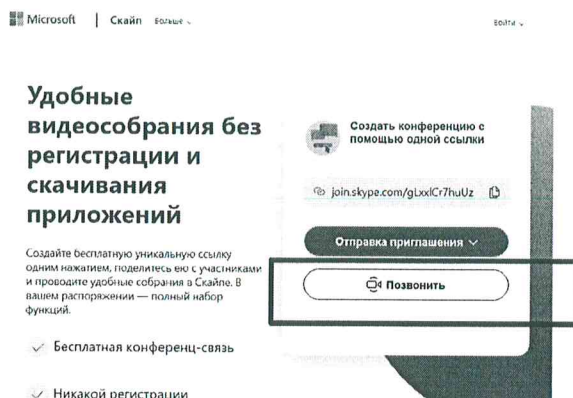 Microsoft | Скайп Больше
Войти
Удобные
видеособрания без
регистрации и
скачивания
приложений
Создайте бесплатную уникальную ссылку
одним нажатием, поделитесь ею с участниками
и проводите удобные собрания в Скайпе. В
вашем распоряжении — полный набор
функций.
Бесплатная конференц-связь
Никакой регистрации
Создать конференцию с
помощью одной ссылки
join.skype.com/gLxxlCr7huUz
Отправка приглашения
Позвонить